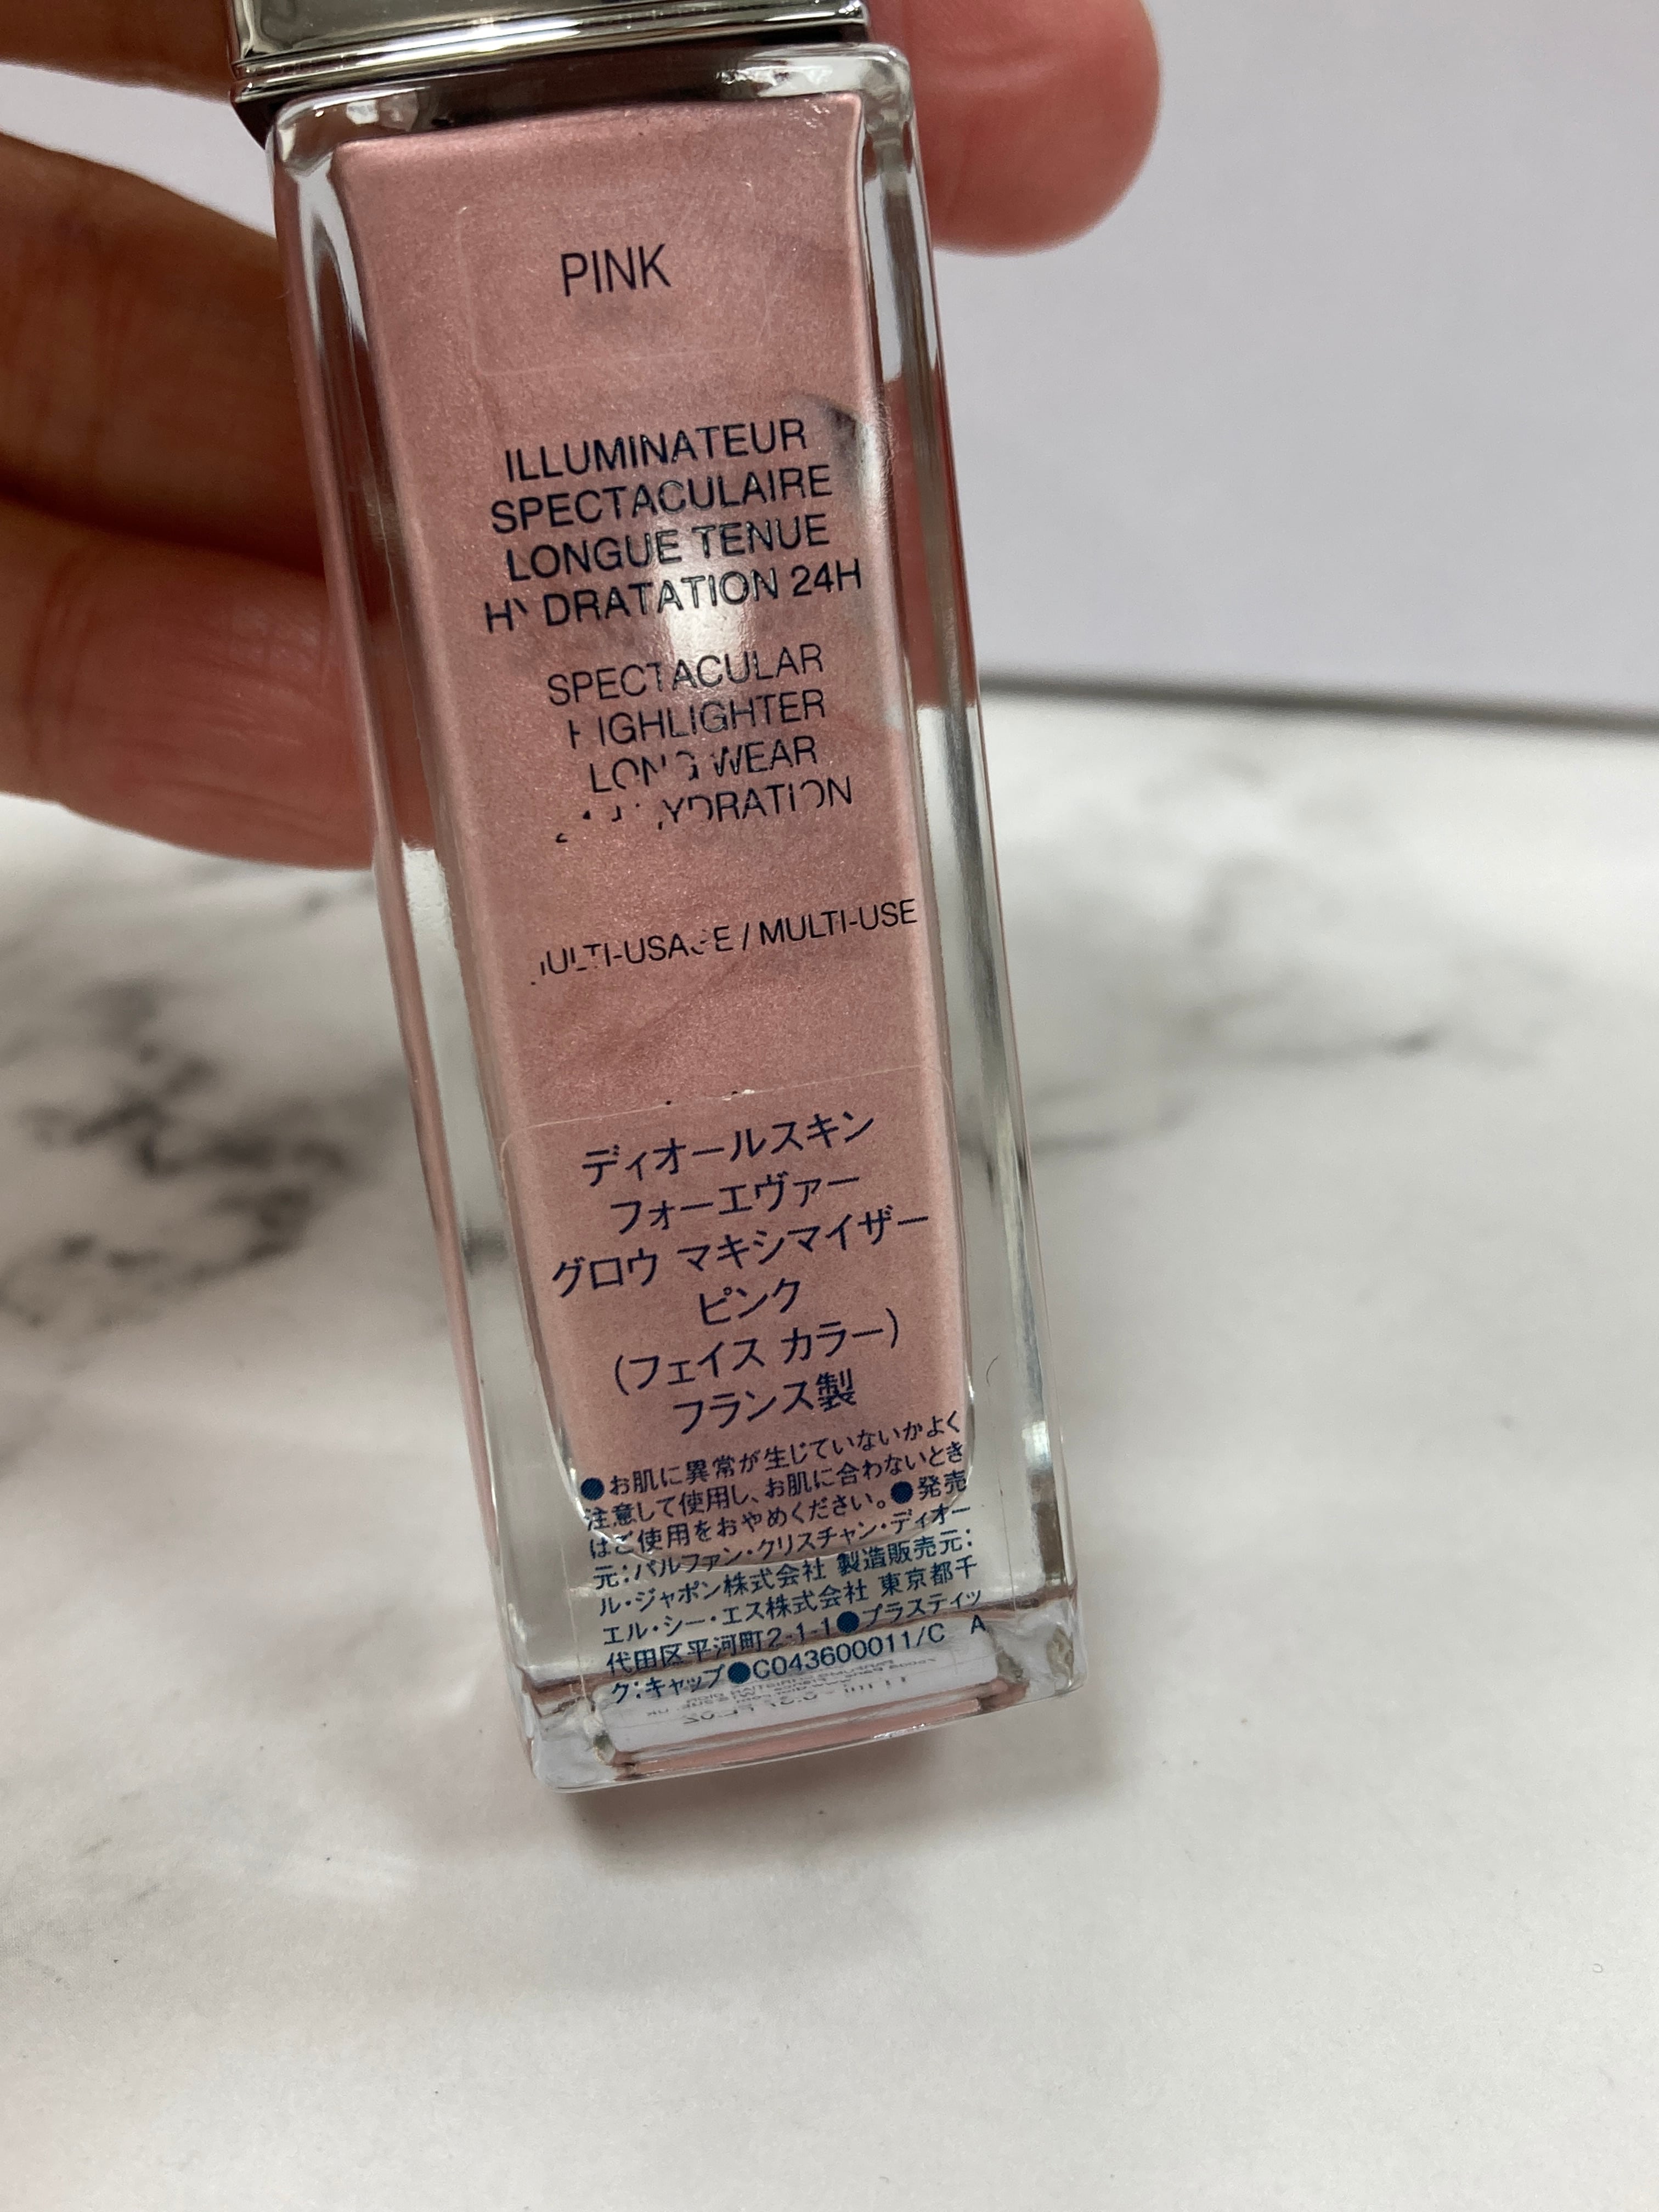 PINK
ILLUMINATEUR
SPECTACULAIRE
LONGUE TENUE
HYDRATATION 24H
SPECTACULAR
HIGHLIGHTER
LONG WEAR
HYDRATION
MULTI-USAGE / MULTI-USE
ディオールスキン
フォーエヴァー
グロウ マキシマイザー
ピンク
(フェイス カラー)
フランス製
●お肌に異常が生じていないかよく
注意して使用し、お肌に合わないとき
はご使用をおやめください。●発売
元:パルファン・クリスチャン・ディオー
ル・ジャポン株式会社 製造販売元:
エル・シー・エス株式会社 東京都千
代田区平河町2-1-1●プラスティッ
ク:キャップ●C043600011/C A